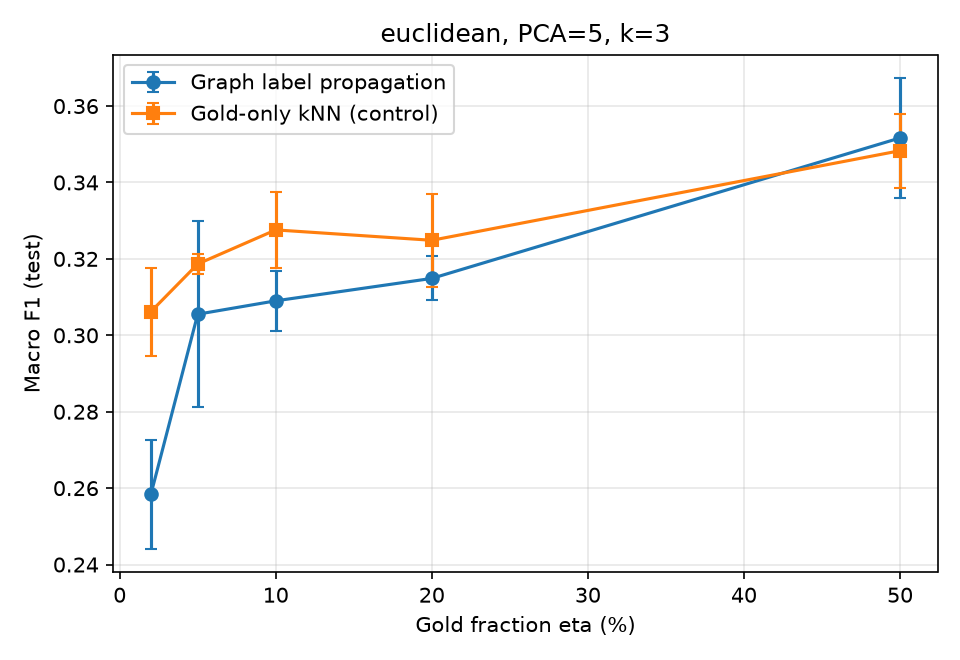 euclidean, PCA=5, k=3
Graph label propagation
Gold-only kNN (control)
Macro F1 (test)
0.36
0.34
0.32
0.30
0.28
0.26
0.24
0 10 20 30 40 50
Gold fraction eta (%)